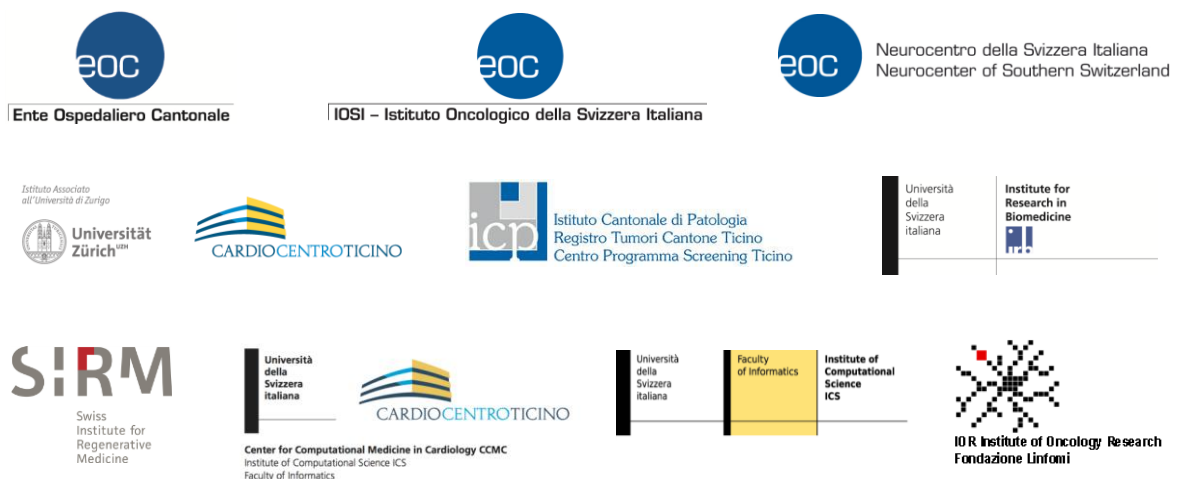 eoc
Ente Ospedaliero Cantonale
eoc
IOSI – Istituto Oncologico della Svizzera Italiana
eoc
Neurocentro della Svizzera Italiana
Neurocenter of Southern Switzerland
Istituto Associato
all'Università di Zurigo
Universität
Zürich UZH
CARDIOCENTROTICINO
icp
Istituto Cantonale di Patologia
Registro Tumori Cantone Ticino
Centro Programma Screening Ticino
Università
della
Svizzera
italiana
Institute for
Research in
Biomedicine
irb
SIRM
Swiss
Institute for
Regenerative
Medicine
Università
della
Svizzera
italiana
CARDIOCENTROTICINO
Center for Computational Medicine in Cardiology CCMC
Institute of Computational Science ICS
Faculty of Informatics
Università
della
Svizzera
italiana
Faculty
of Informatics
Institute of
Computational
Science
ICS
IOR Institute of Oncology Research
Fondazione Linfomi